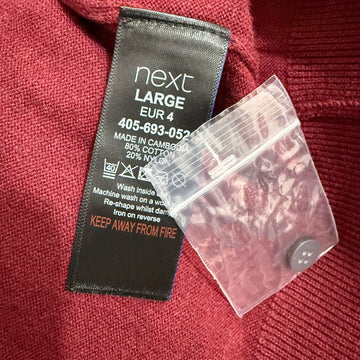 next
LARGE
EUR 4
405-693-052
MADE IN CAMBODIA
80% COTTON
20% NYLON
40
Wash inside
Machine wash on a
Re-shape whilst
Iron on reverse
KEEP AWAY FROM FIRE